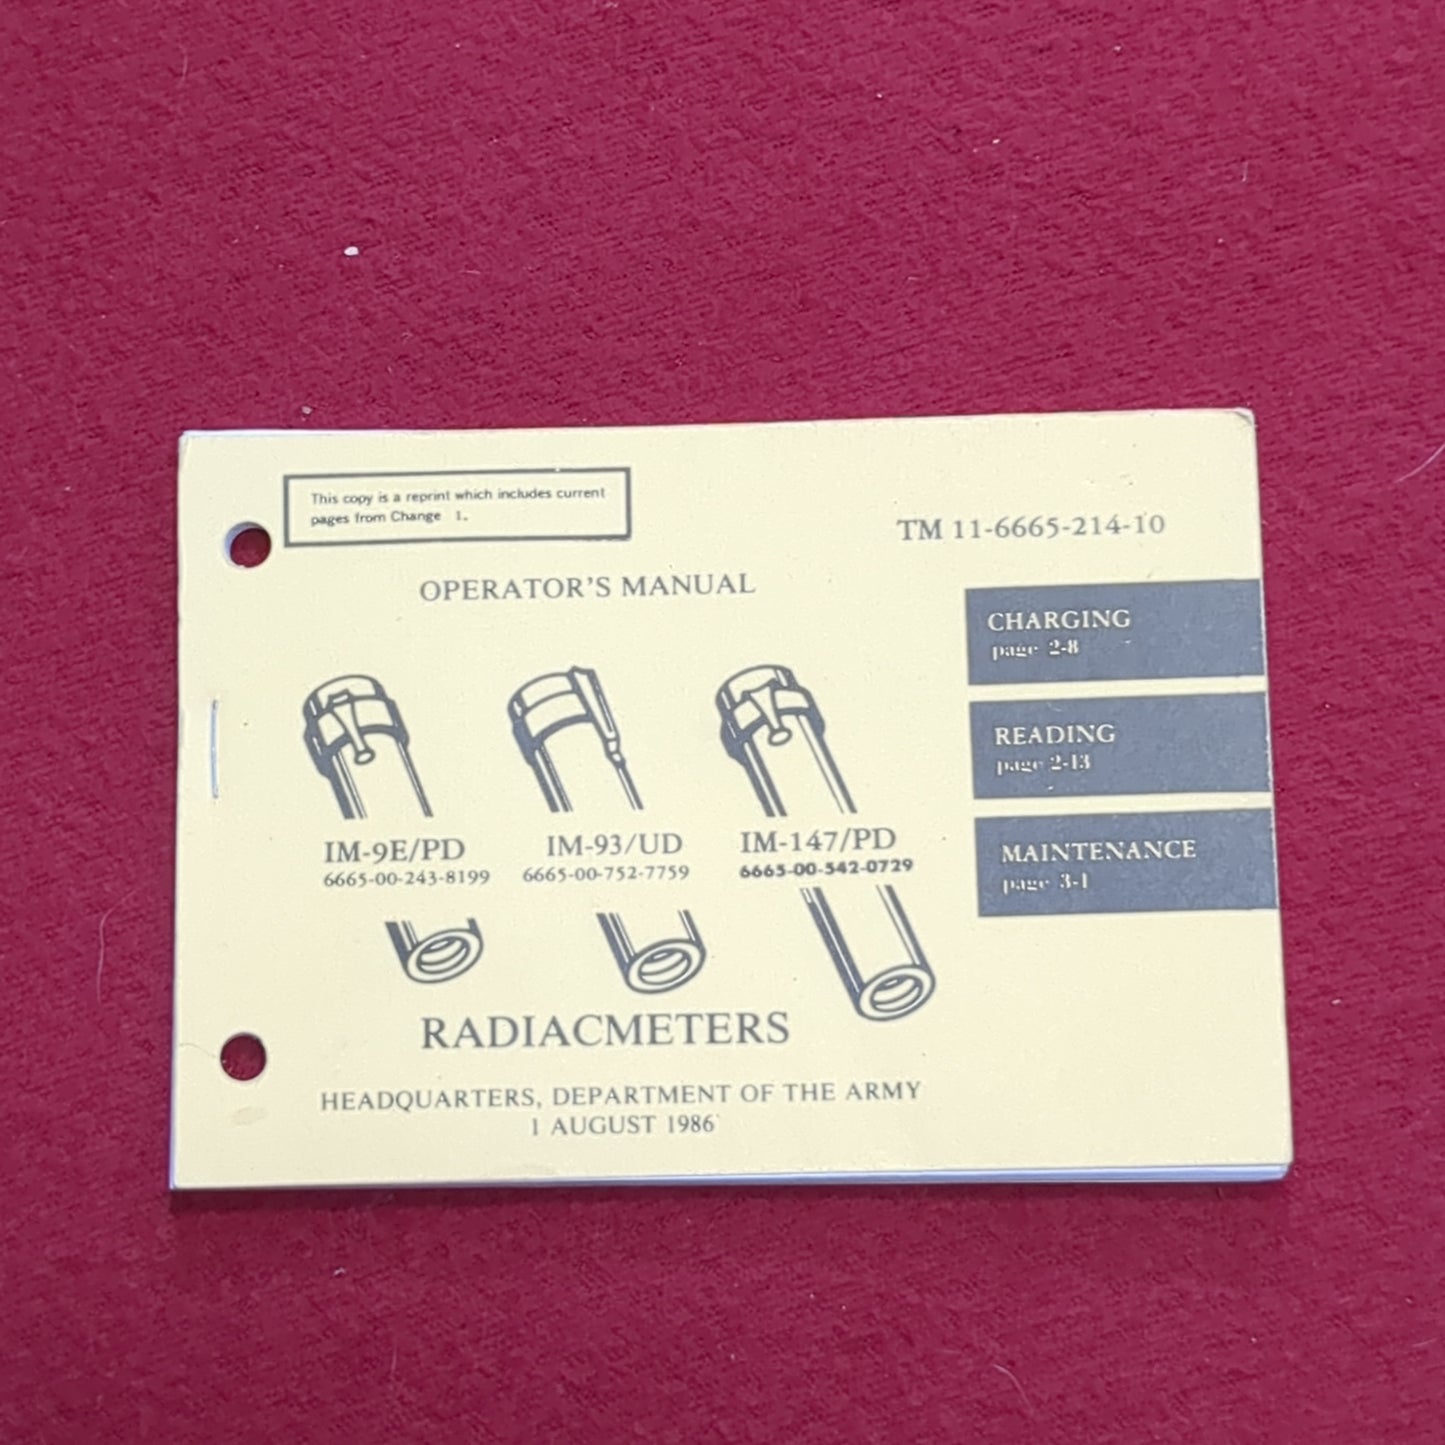 This copy is a reprint which includes current
pages from Change 1.
TM 11-6665-214-10
OPERATOR'S MANUAL
CHARGING
page 2-8
READING
page 2-13
MAINTENANCE
page 3-1
IM-9E/PD
6665-00-243-8199
IM-93/UD
6665-00-752-7759
IM-147/PD
6665-00-542-0729
RADIACMETERS
HEADQUARTERS, DEPARTMENT OF THE ARMY
1 AUGUST 1986